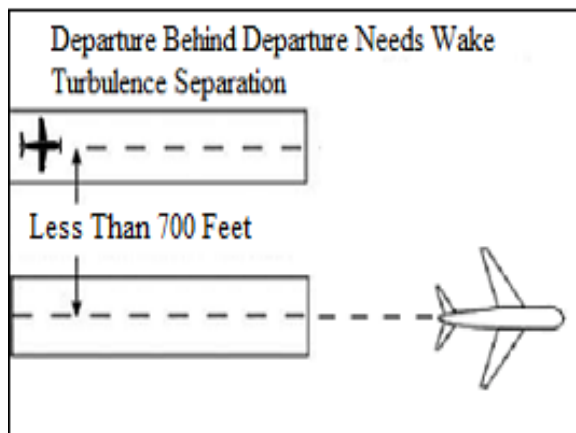 Departure Behind Departure Needs Wake
Turbulence Separation
Less Than 700 Feet